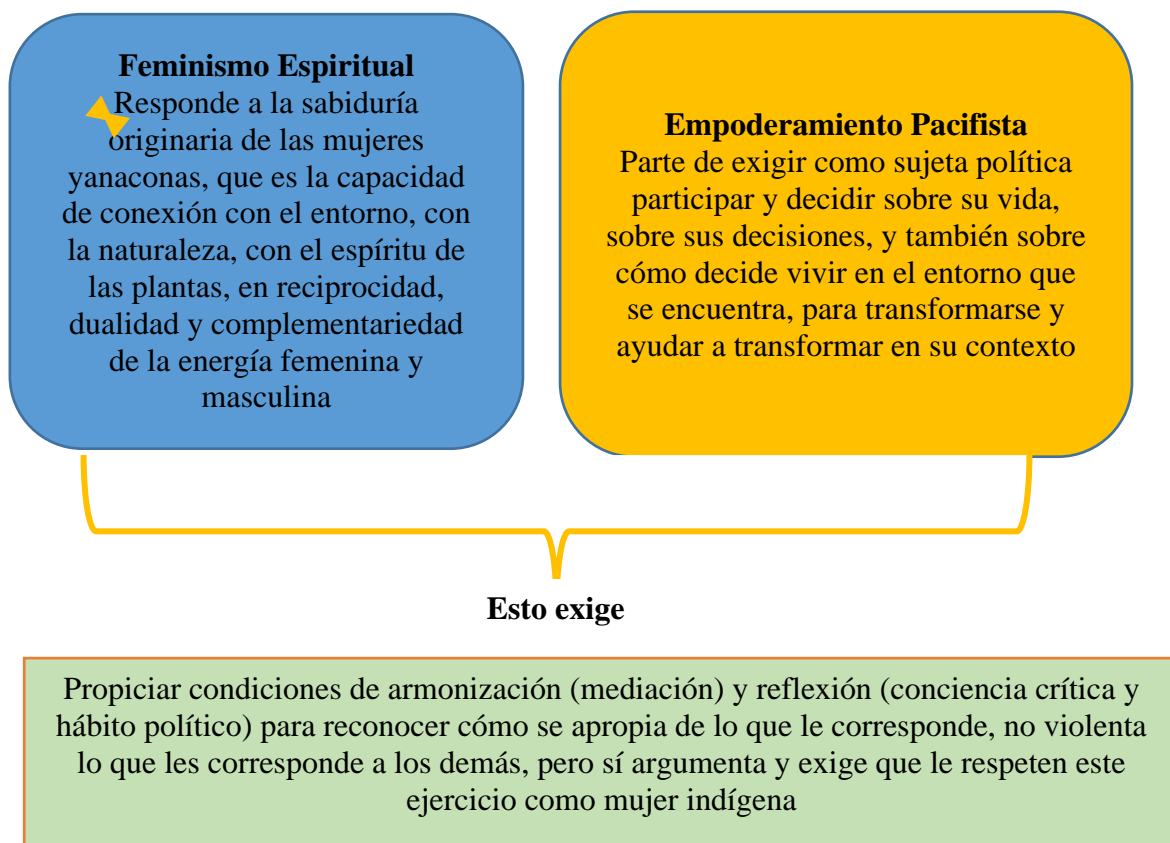 Feminismo Espiritual
Responde a la sabiduría
originaria de las mujeres
yanaconas, que es la capacidad
de conexión con el entorno, con
la naturaleza, con el espíritu de
las plantas, en reciprocidad,
dualidad y complementariedad
de la energía femenina y
masculina
Empoderamiento Pacifista
Parte de exigir como sujeta política
participar y decidir sobre su vida,
sobre sus decisiones, y también sobre
cómo decide vivir en el entorno que
se encuentra, para transformarse y
ayudar a transformar en su contexto
Esto exige
Propiciar condiciones de armonización (mediación) y reflexión (conciencia crítica y
hábito político) para reconocer cómo se apropia de lo que le corresponde, no violenta
lo que les corresponde a los demás, pero sí argumenta y exige que le respeten este
ejercicio como mujer indígena